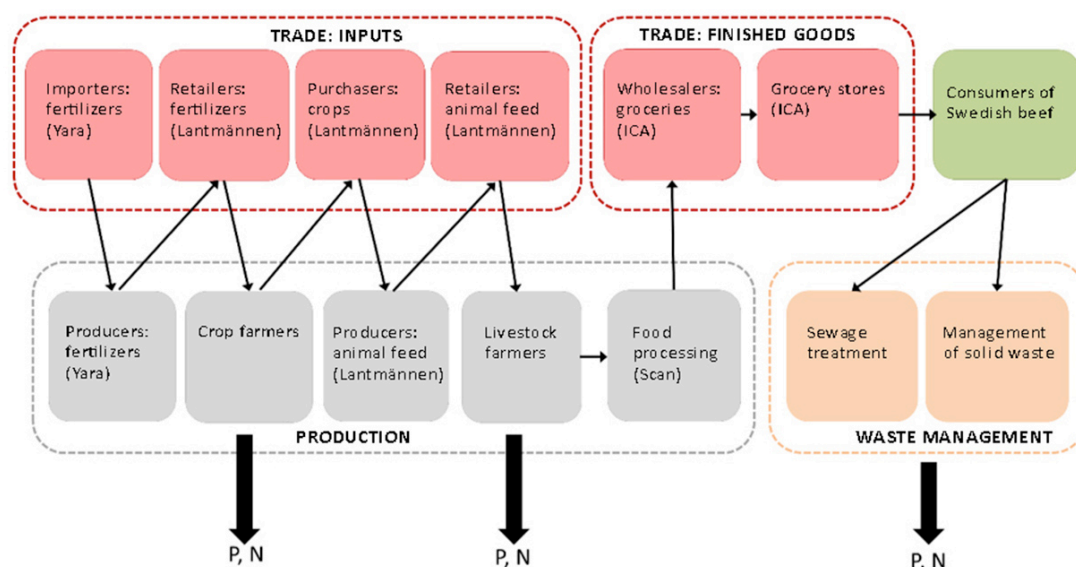 TRADE: INPUTS
Importers:
fertilizers
(Yara)
Retailers:
fertilizers
(Lantmännen)
Purchasers:
crops
(Lantmännen)
Retailers:
animal feed
(Lantmännen)
TRADE: FINISHED GOODS
Wholesalers:
groceries
(ICA)
Grocery stores
(ICA)
Consumers of
Swedish beef
Producers:
fertilizers
(Yara)
Crop farmers
Producers:
animal feed
(Lantmännen)
Livestock
farmers
Food
processing
(Scan)
PRODUCTION
Sewage
treatment
Management
of solid waste
WASTE MANAGEMENT
P, N
P, N
P, N